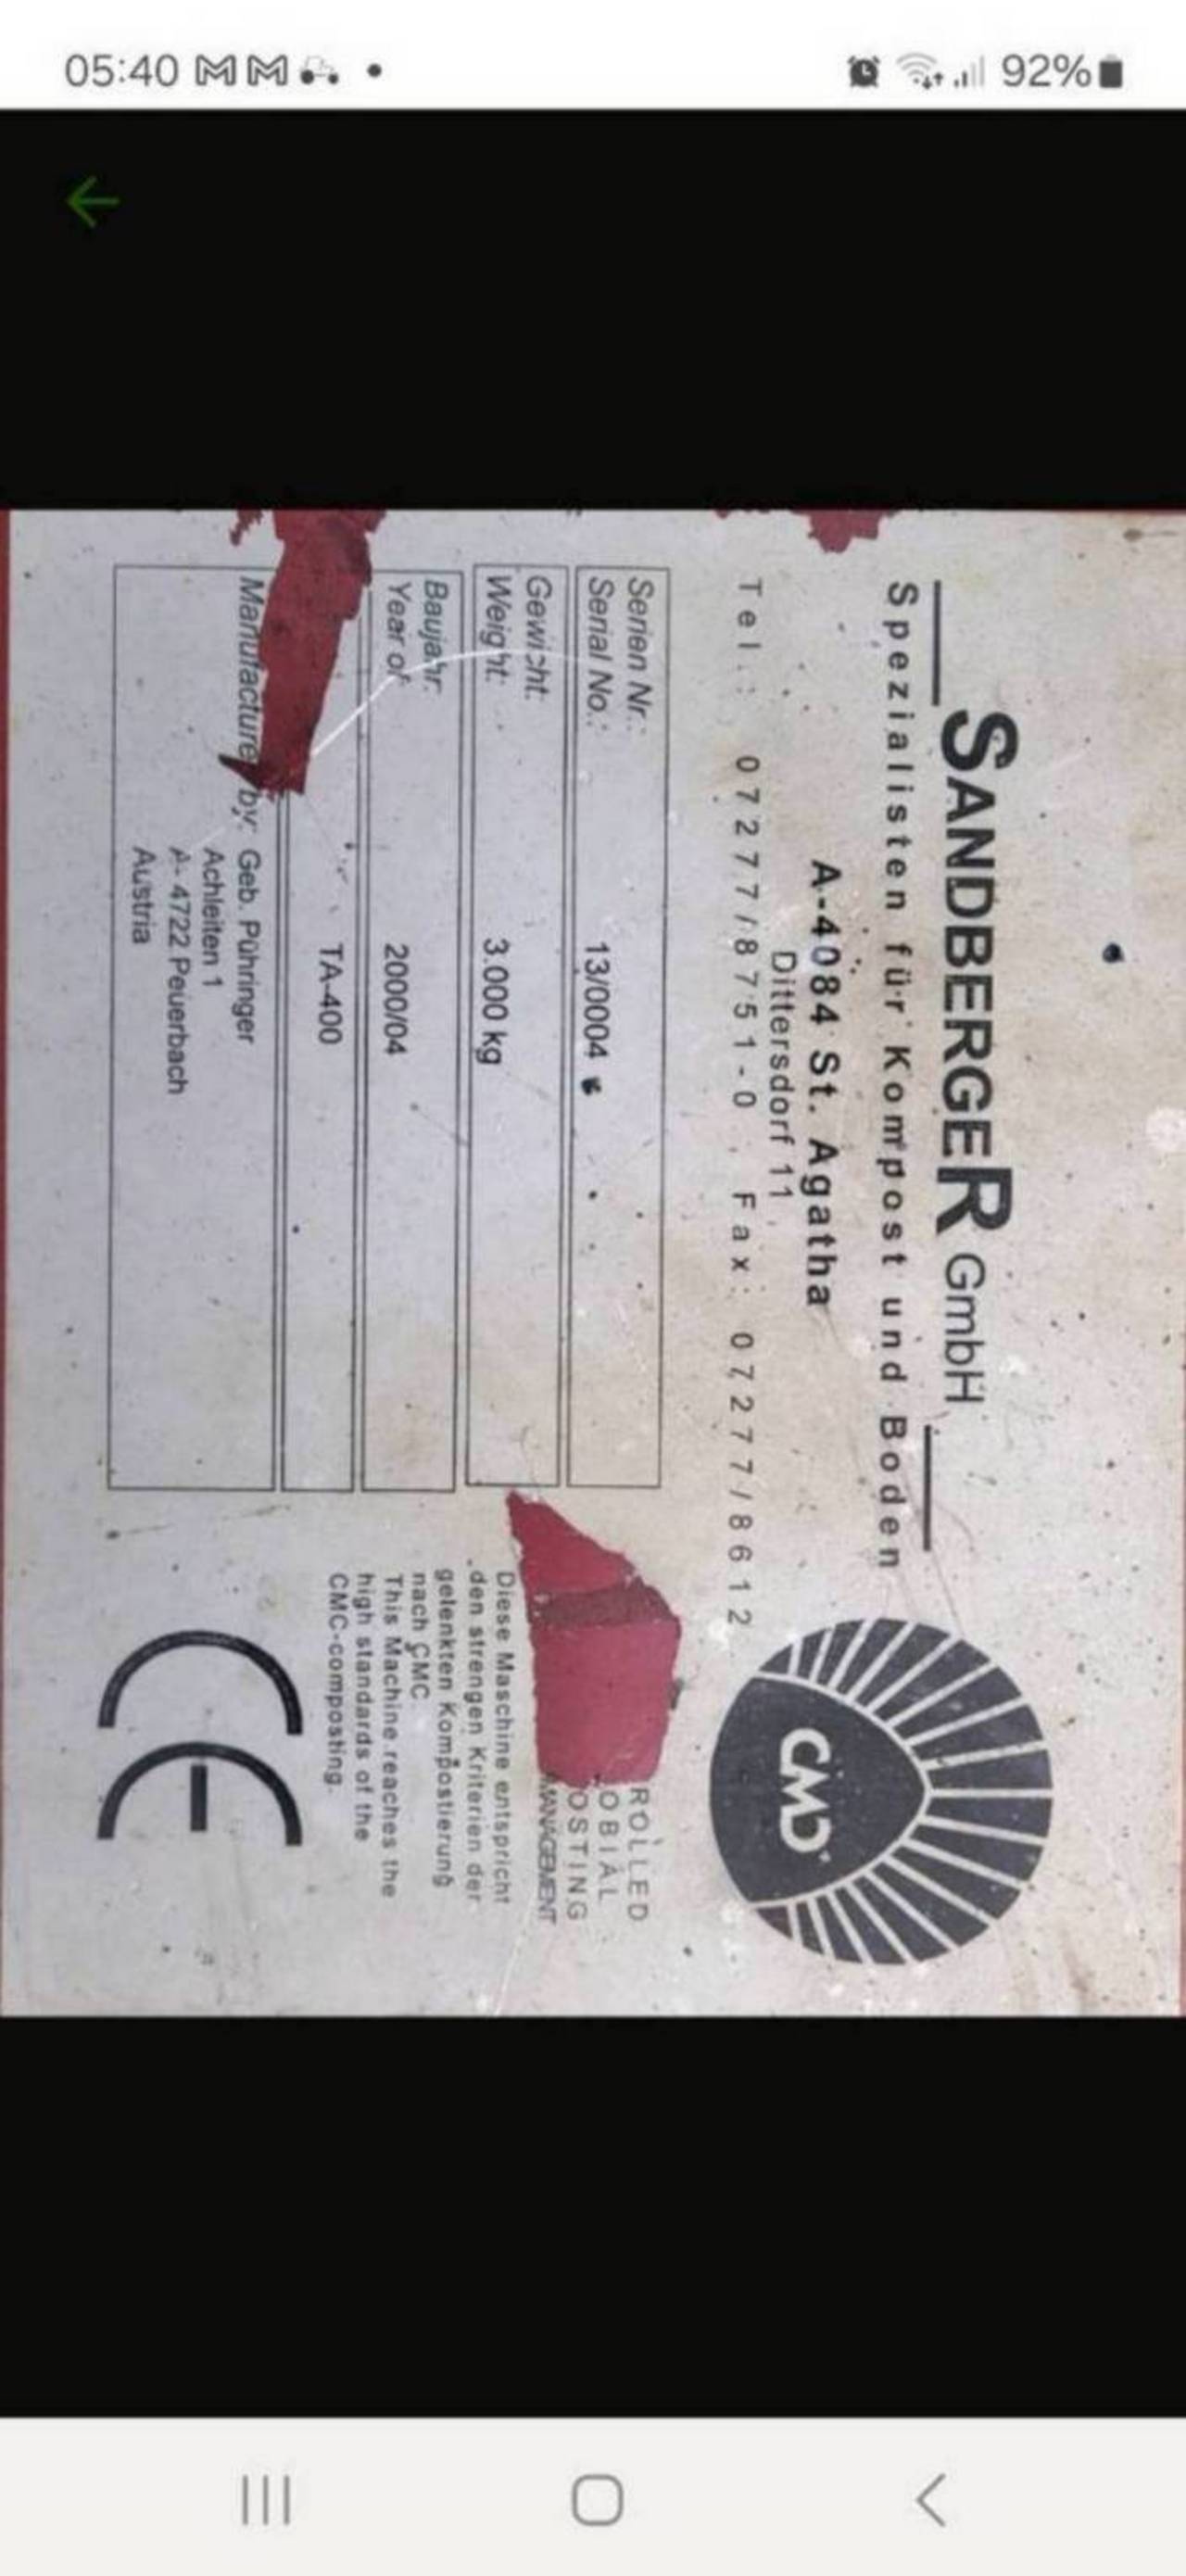 05:40
92%
SANDBERGER GmbH
Spezialisten für Kompost und Boden
A-4084 St. Agatha
Dittersdorf 11
Tel.: 07277/8751-0, Fax: 07277/8612
CMC
Serien Nr.:
Serial No.: 13/0004
Gewicht:
Weight: 3.000 kg
Baujahr:
Year of 2000/04
TA-400
Manufacture by: Geb. Pühringer
Achleiten 1
A-4722 Peuerbach
Austria
ROLLED
OBIAL
OSTING
MANAGEMENT
Diese Maschine entspricht
den strengen Kriterien der
gelenkten Kompostierung
nach CMC.
This Machine reaches the
high standards of the
CMC-composting.
CE